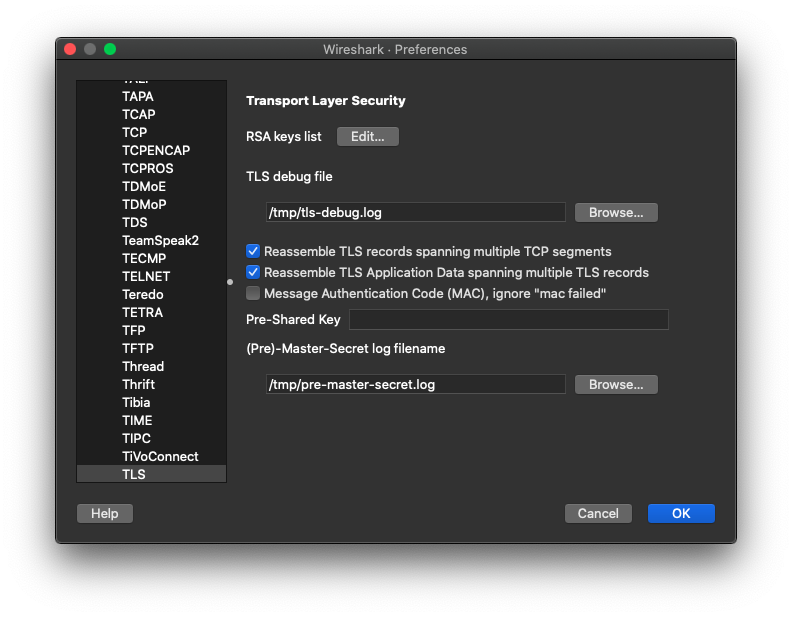 Wireshark · Preferences
TAPA
TCAP
TCP
TCPENCAP
TCPROS
TDMoE
TDMoP
TDS
TeamSpeak2
TECMP
TELNET
Teredo
TETRA
TFP
TFTP
Thread
Thrift
Tibia
TIME
TIPC
TiVoConnect
TLS
Transport Layer Security
RSA keys list Edit...
TLS debug file
/tmp/tls-debug.log Browse...
Reassemble TLS records spanning multiple TCP segments
Reassemble TLS Application Data spanning multiple TLS records
Message Authentication Code (MAC), ignore "mac failed"
Pre-Shared Key
(Pre)-Master-Secret log filename
/tmp/pre-master-secret.log Browse...
Help Cancel OK